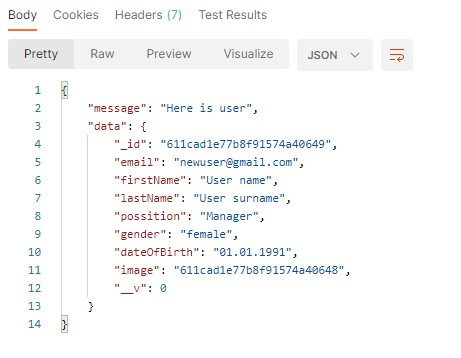 Body Cookies Headers (7) Test Results
Pretty Raw Preview Visualize JSON
1 {
2 "message": "Here is user",
3 "data": {
4 "_id": "611cad1e77b8f91574a40649",
5 "email": "newuser@gmail.com",
6 "firstName": "User name",
7 "lastName": "User surname",
8 "possition": "Manager",
9 "gender": "female",
10 "dateOfBirth": "01.01.1991",
11 "image": "611cad1e77b8f91574a40648",
12 "__v": 0
13 }
14 }